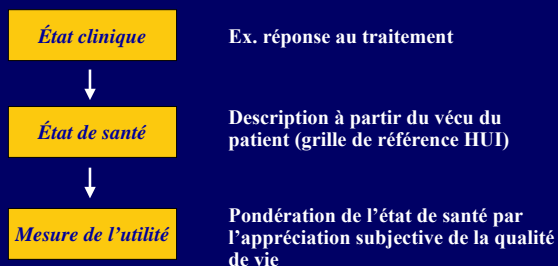 État clinique
Ex. réponse au traitement
État de santé
Description à partir du vécu du
patient (grille de référence HUI)
Mesure de l'utilité
Pondération de l'état de santé par
l'appréciation subjective de la qualité
de vie